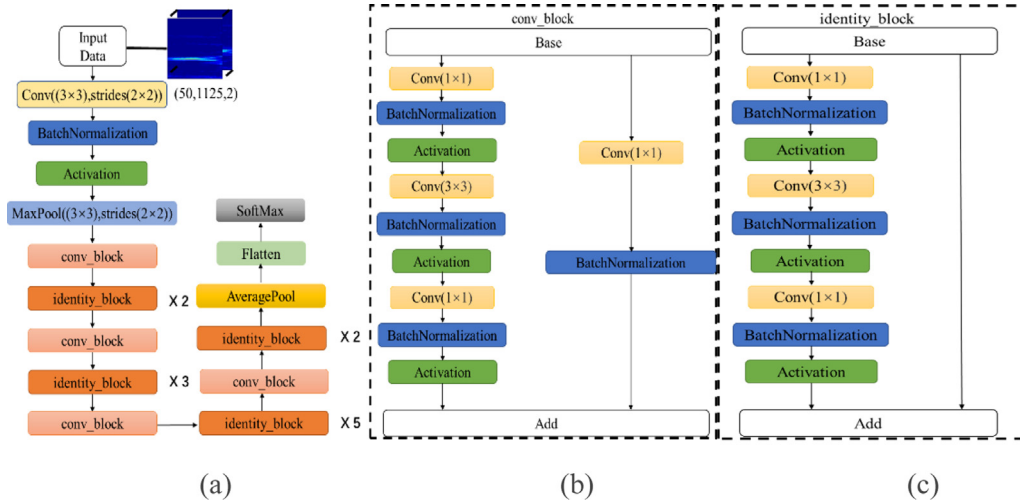 Input
Data
(50,1125,2)
Conv((3×3),strides(2×2))
BatchNormalization
Activation
MaxPool((3×3),strides(2×2))
conv_block
identity_block
X 2
conv_block
identity_block
X 3
conv_block
identity_block
X 5
conv_block
identity_block
X 2
AveragePool
Flatten
SoftMax
(a)
conv_block
Base
Conv(1×1)
BatchNormalization
Activation
Conv(3×3)
BatchNormalization
Activation
Conv(1×1)
BatchNormalization
Activation
Conv(1×1)
BatchNormalization
Add
(b)
identity_block
Base
Conv(1×1)
BatchNormalization
Activation
Conv(3×3)
BatchNormalization
Activation
Conv(1×1)
BatchNormalization
Activation
Add
(c)